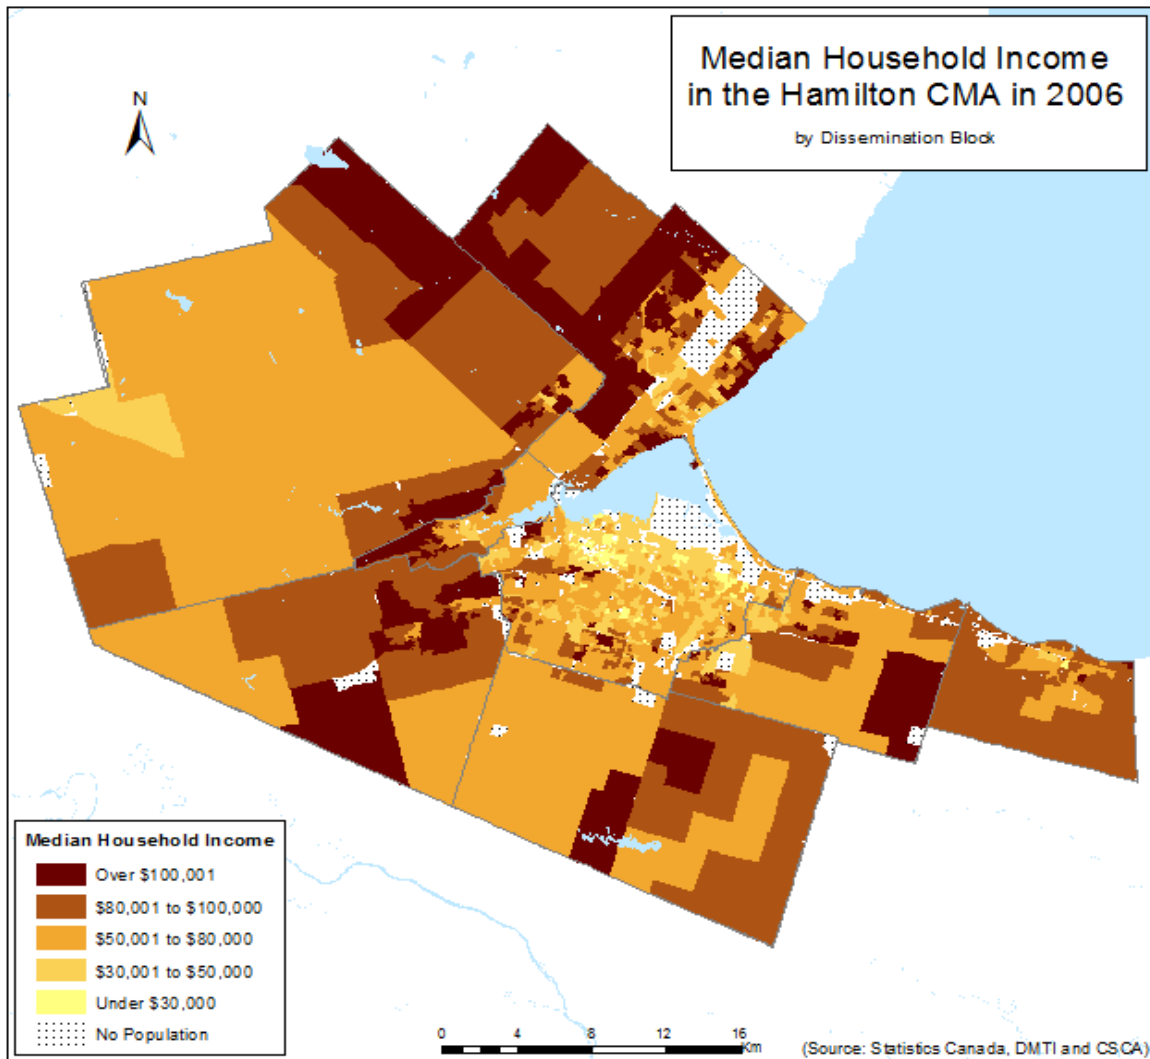 Median Household Income
in the Hamilton CMA in 2006
by Dissemination Block
N
Median Household Income
Over $100,001
$80,001 to $100,000
$50,001 to $80,000
$30,001 to $50,000
Under $30,000
No Population
0 4 8 12 16
Km
(Source: Statistics Canada, DMTI and CSCA)